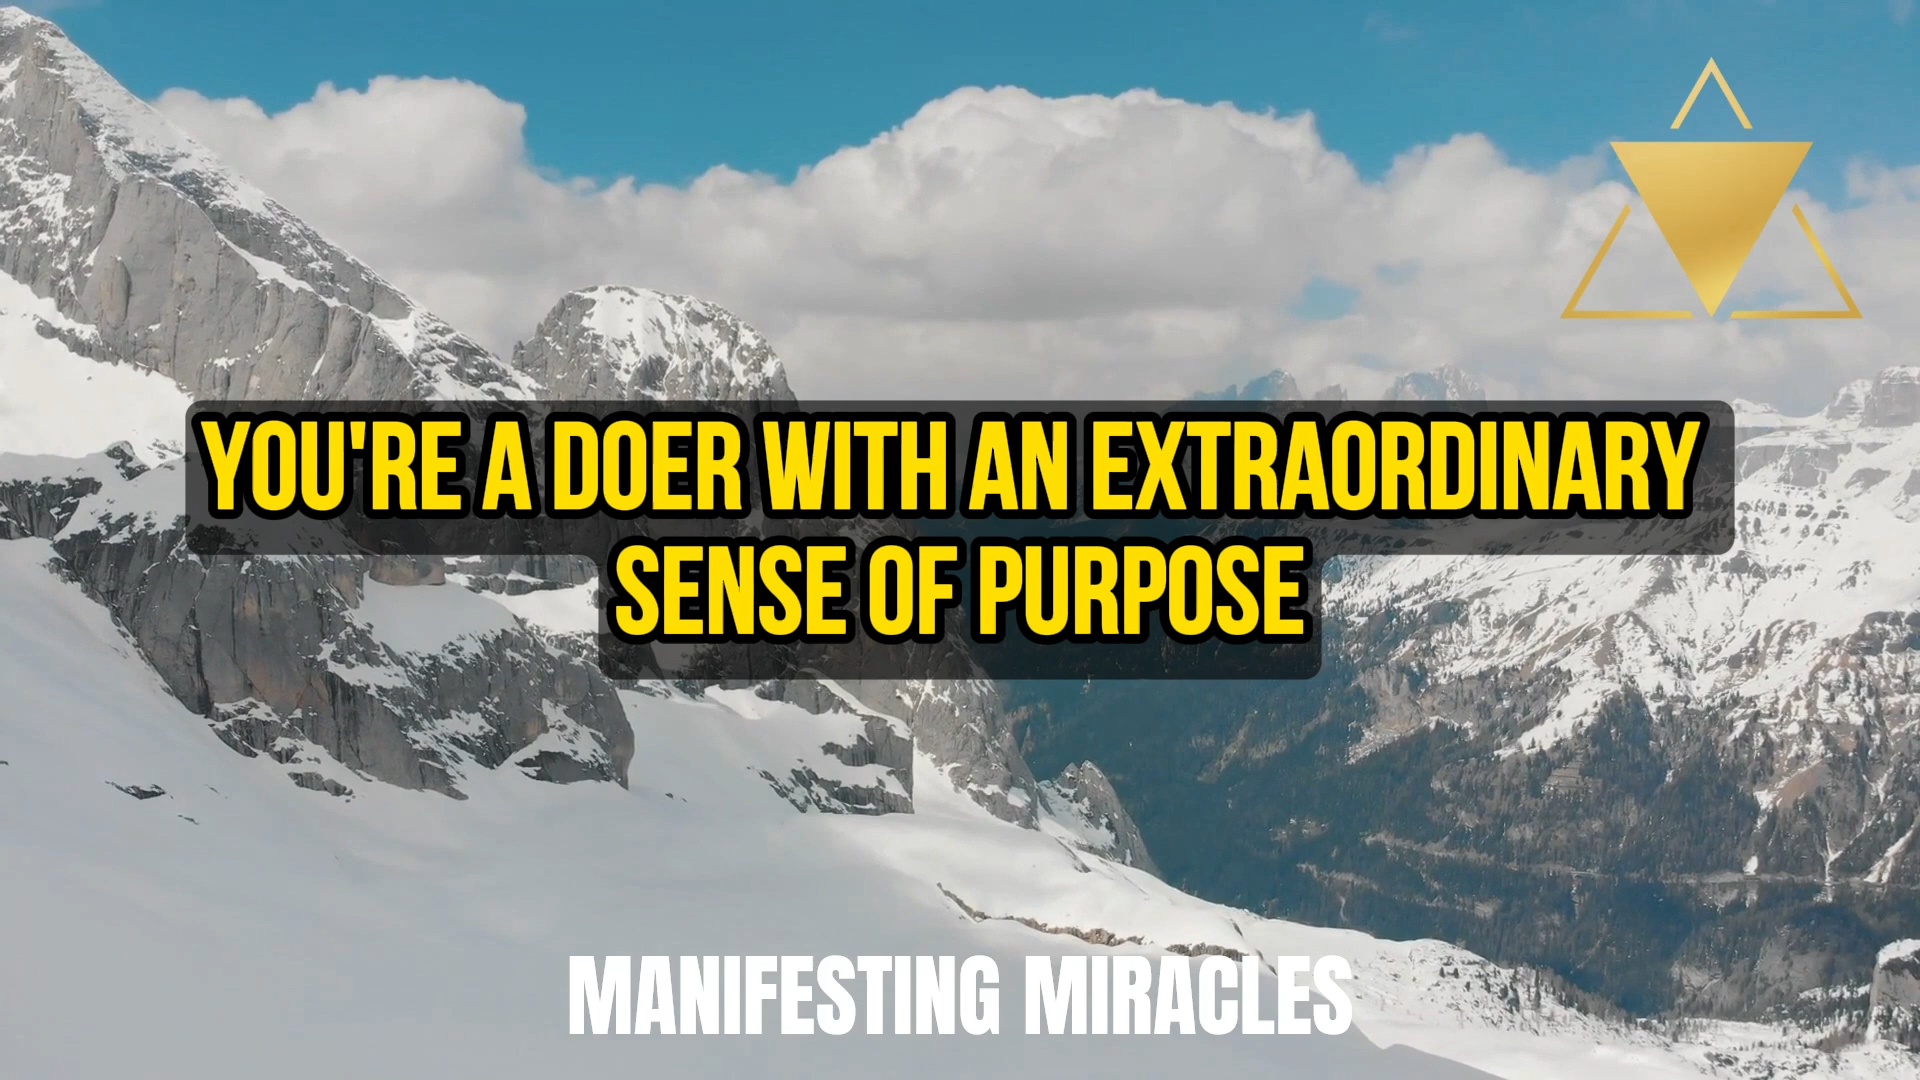 YOU'RE A DOER WITH AN EXTRAORDINARY
SENSE OF PURPOSE
MANIFESTING MIRACLES